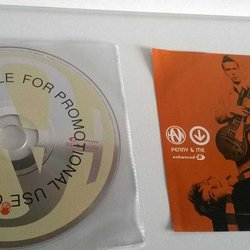 LE FOR PROMOTIONAL USE O
PENNY & ME
enhanced